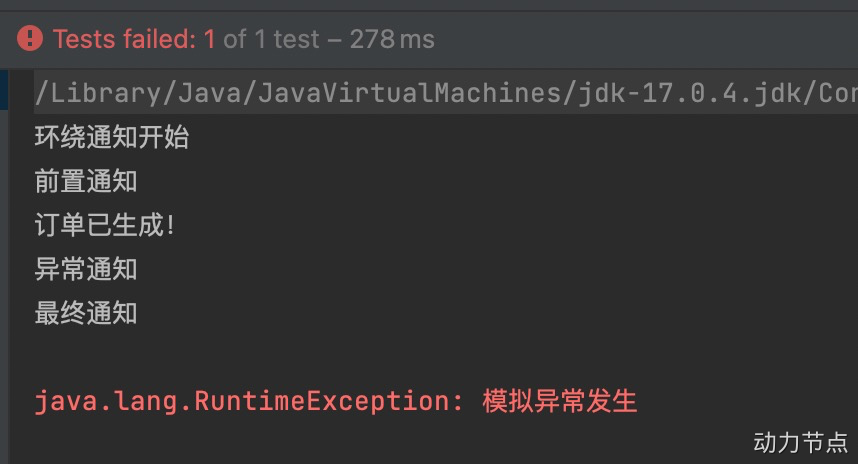 Tests failed: 1 of 1 test – 278 ms
/Library/Java/JavaVirtualMachines/jdk-17.0.4.jdk/Con
环绕通知开始
前置通知
订单已生成!
异常通知
最终通知
java.lang.RuntimeException: 模拟异常发生
动力节点